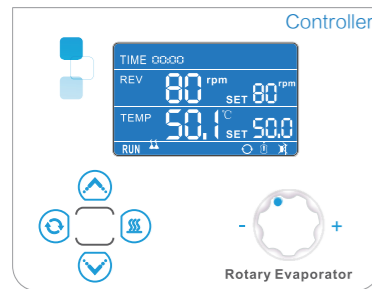 Controller
TIME 00:00
REV 80 rpm SET 80 rpm
TEMP 50.1 °C SET 50.0
RUN
- +
Rotary Evaporator